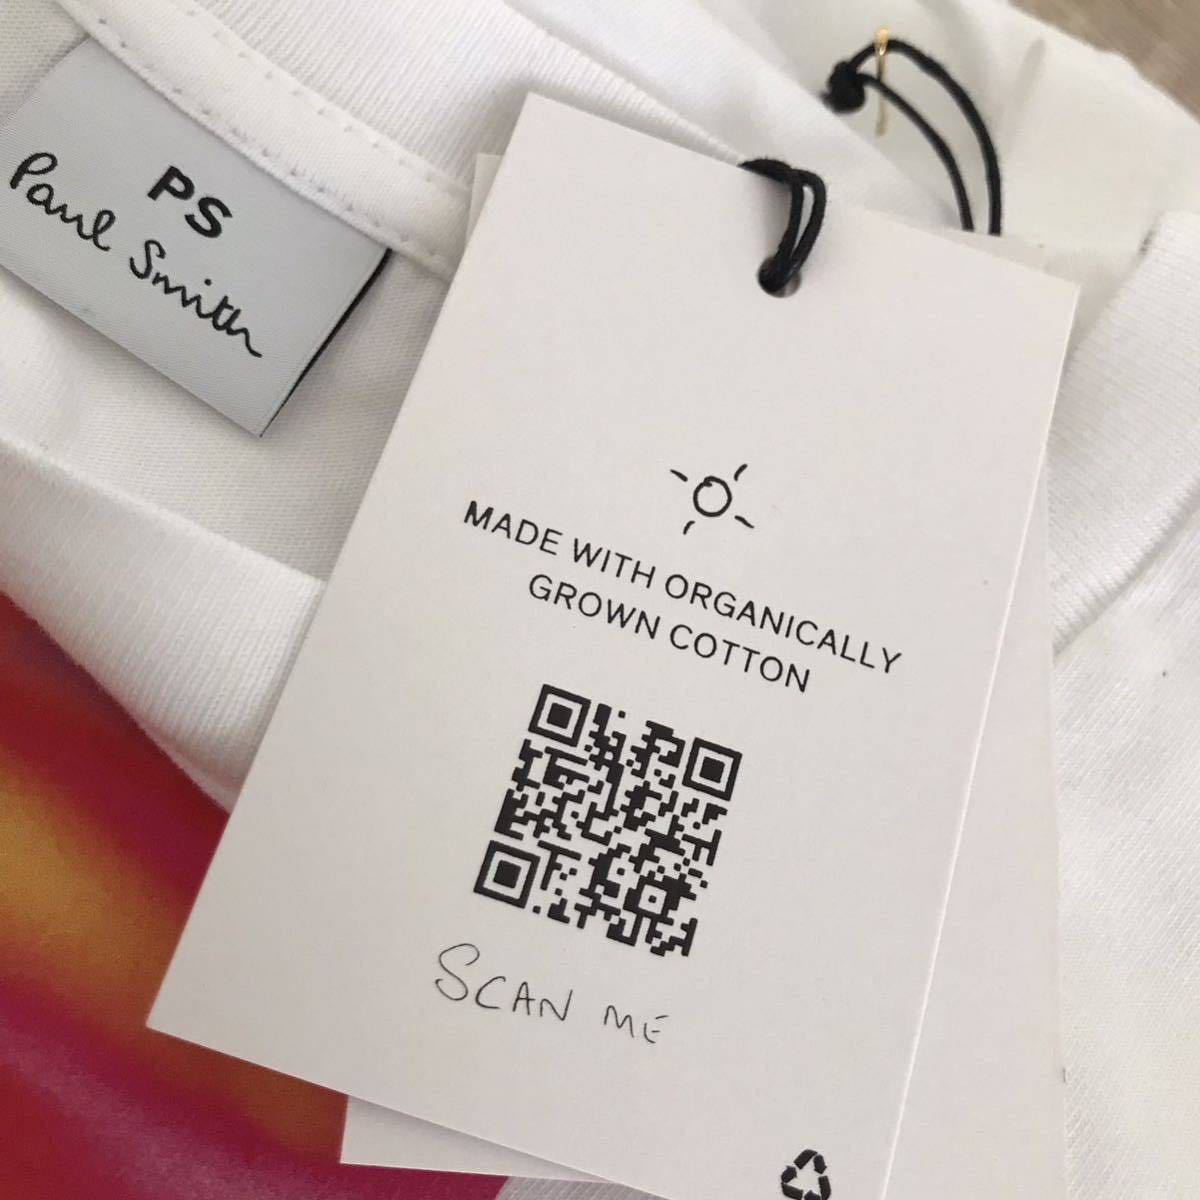 PS
Paul Smith
MADE WITH ORGANICALLY
GROWN COTTON
SCAN ME